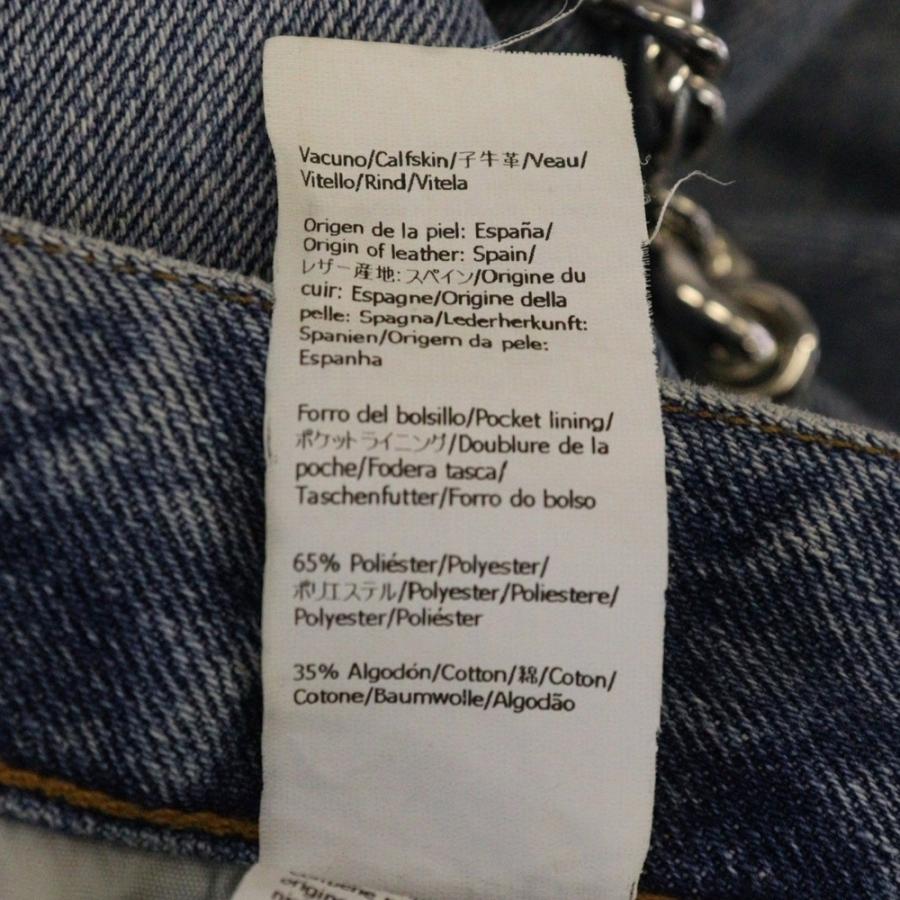 Vacuno/Calfskin/子牛革/Veau/
Vitello/Rind/Vitela
Origen de la piel: España/
Origin of leather: Spain/
レザー産地: スペイン/Origine du
cuir: Espagne/Origine della
pelle: Spagna/Lederherkunft:
Spanien/Origem da pele:
Espanha
Forro del bolsillo/Pocket lining/
ポケットライニング/Doublure de la
poche/Fodera tasca/
Taschenfutter/Forro do bolso
65% Poliéster/Polyester/
ポリエステル/Polyester/Poliestere/
Polyester/Poliéster
35% Algodón/Cotton/綿/Coton/
Cotone/Baumwolle/Algodão